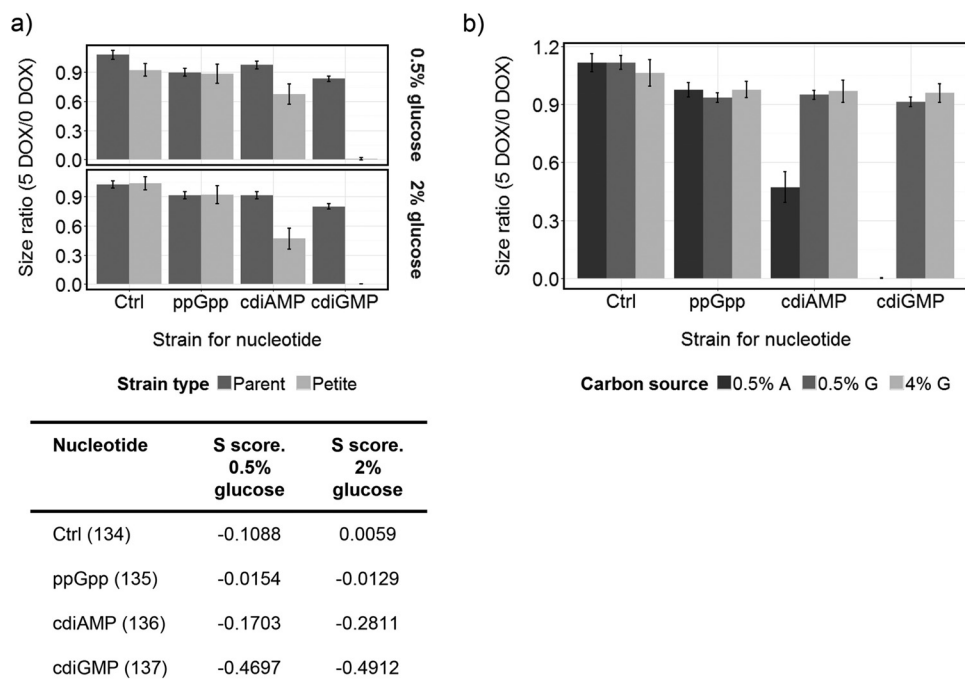 a)
Size ratio (5 DOX/0 DOX)
0.9
0.6
0.3
0.0
0.5% glucose
0.9
0.6
0.3
0.0
2% glucose
Ctrl ppGpp cdiAMP cdiGMP
Strain for nucleotide
Strain type Parent Petite
b)
Size ratio (5 DOX/0 DOX)
1.2
0.9
0.6
0.3
0.0
Ctrl ppGpp cdiAMP cdiGMP
Strain for nucleotide
Carbon source 0.5% A 0.5% G 4% G
Nucleotide S score. S score.
0.5% 2%
glucose glucose
Ctrl (134) -0.1088 0.0059
ppGpp (135) -0.0154 -0.0129
cdiAMP (136) -0.1703 -0.2811
cdiGMP (137) -0.4697 -0.4912